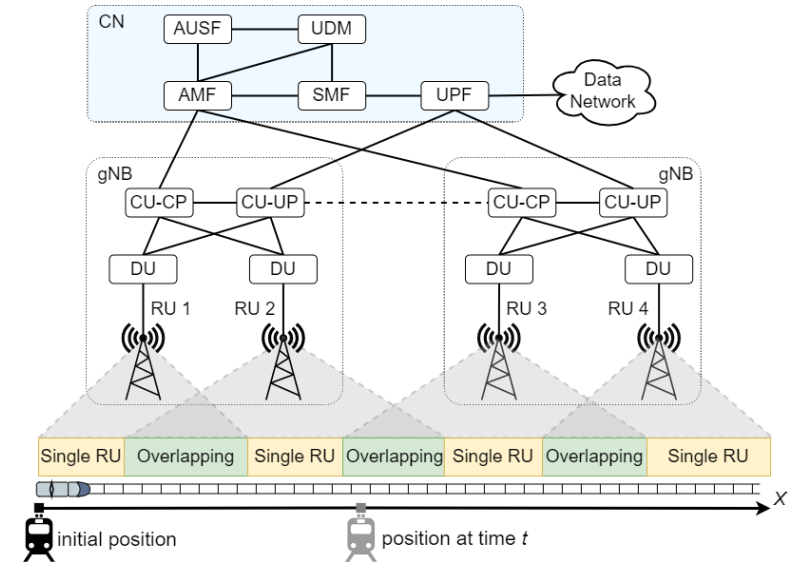 CN
AUSF
UDM
AMF
SMF
UPF
Data
Network
gNB
gNB
CU-CP
CU-UP
CU-CP
CU-UP
DU
DU
DU
DU
RU 1
RU 2
RU 3
RU 4
Single RU
Overlapping
Single RU
Overlapping
Single RU
Overlapping
Single RU
X
initial position
position at time t